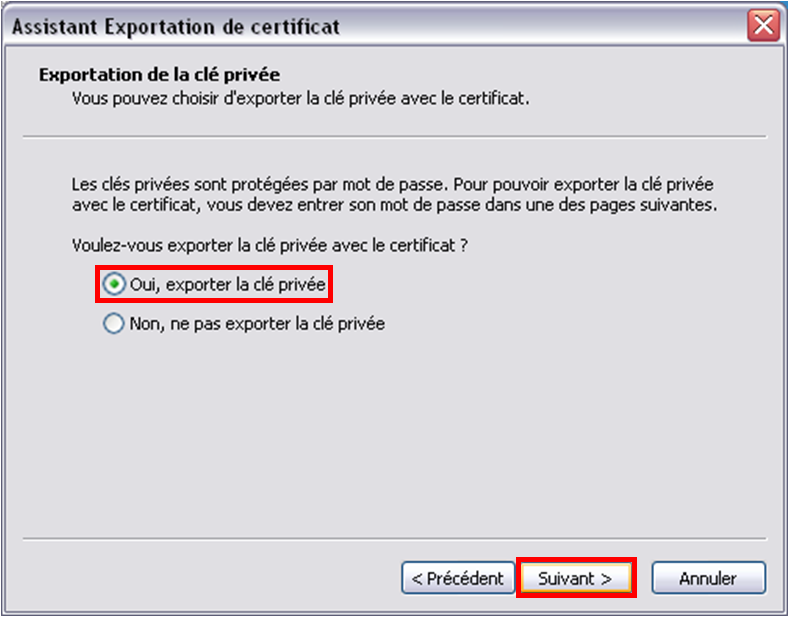 Assistant Exportation de certificat
Exportation de la clé privée
Vous pouvez choisir d'exporter la clé privée avec le certificat.
Les clés privées sont protégées par mot de passe. Pour pouvoir exporter la clé privée
avec le certificat, vous devez entrer son mot de passe dans une des pages suivantes.
Voulez-vous exporter la clé privée avec le certificat ?
Oui, exporter la clé privée
Non, ne pas exporter la clé privée
< Précédent Suivant > Annuler